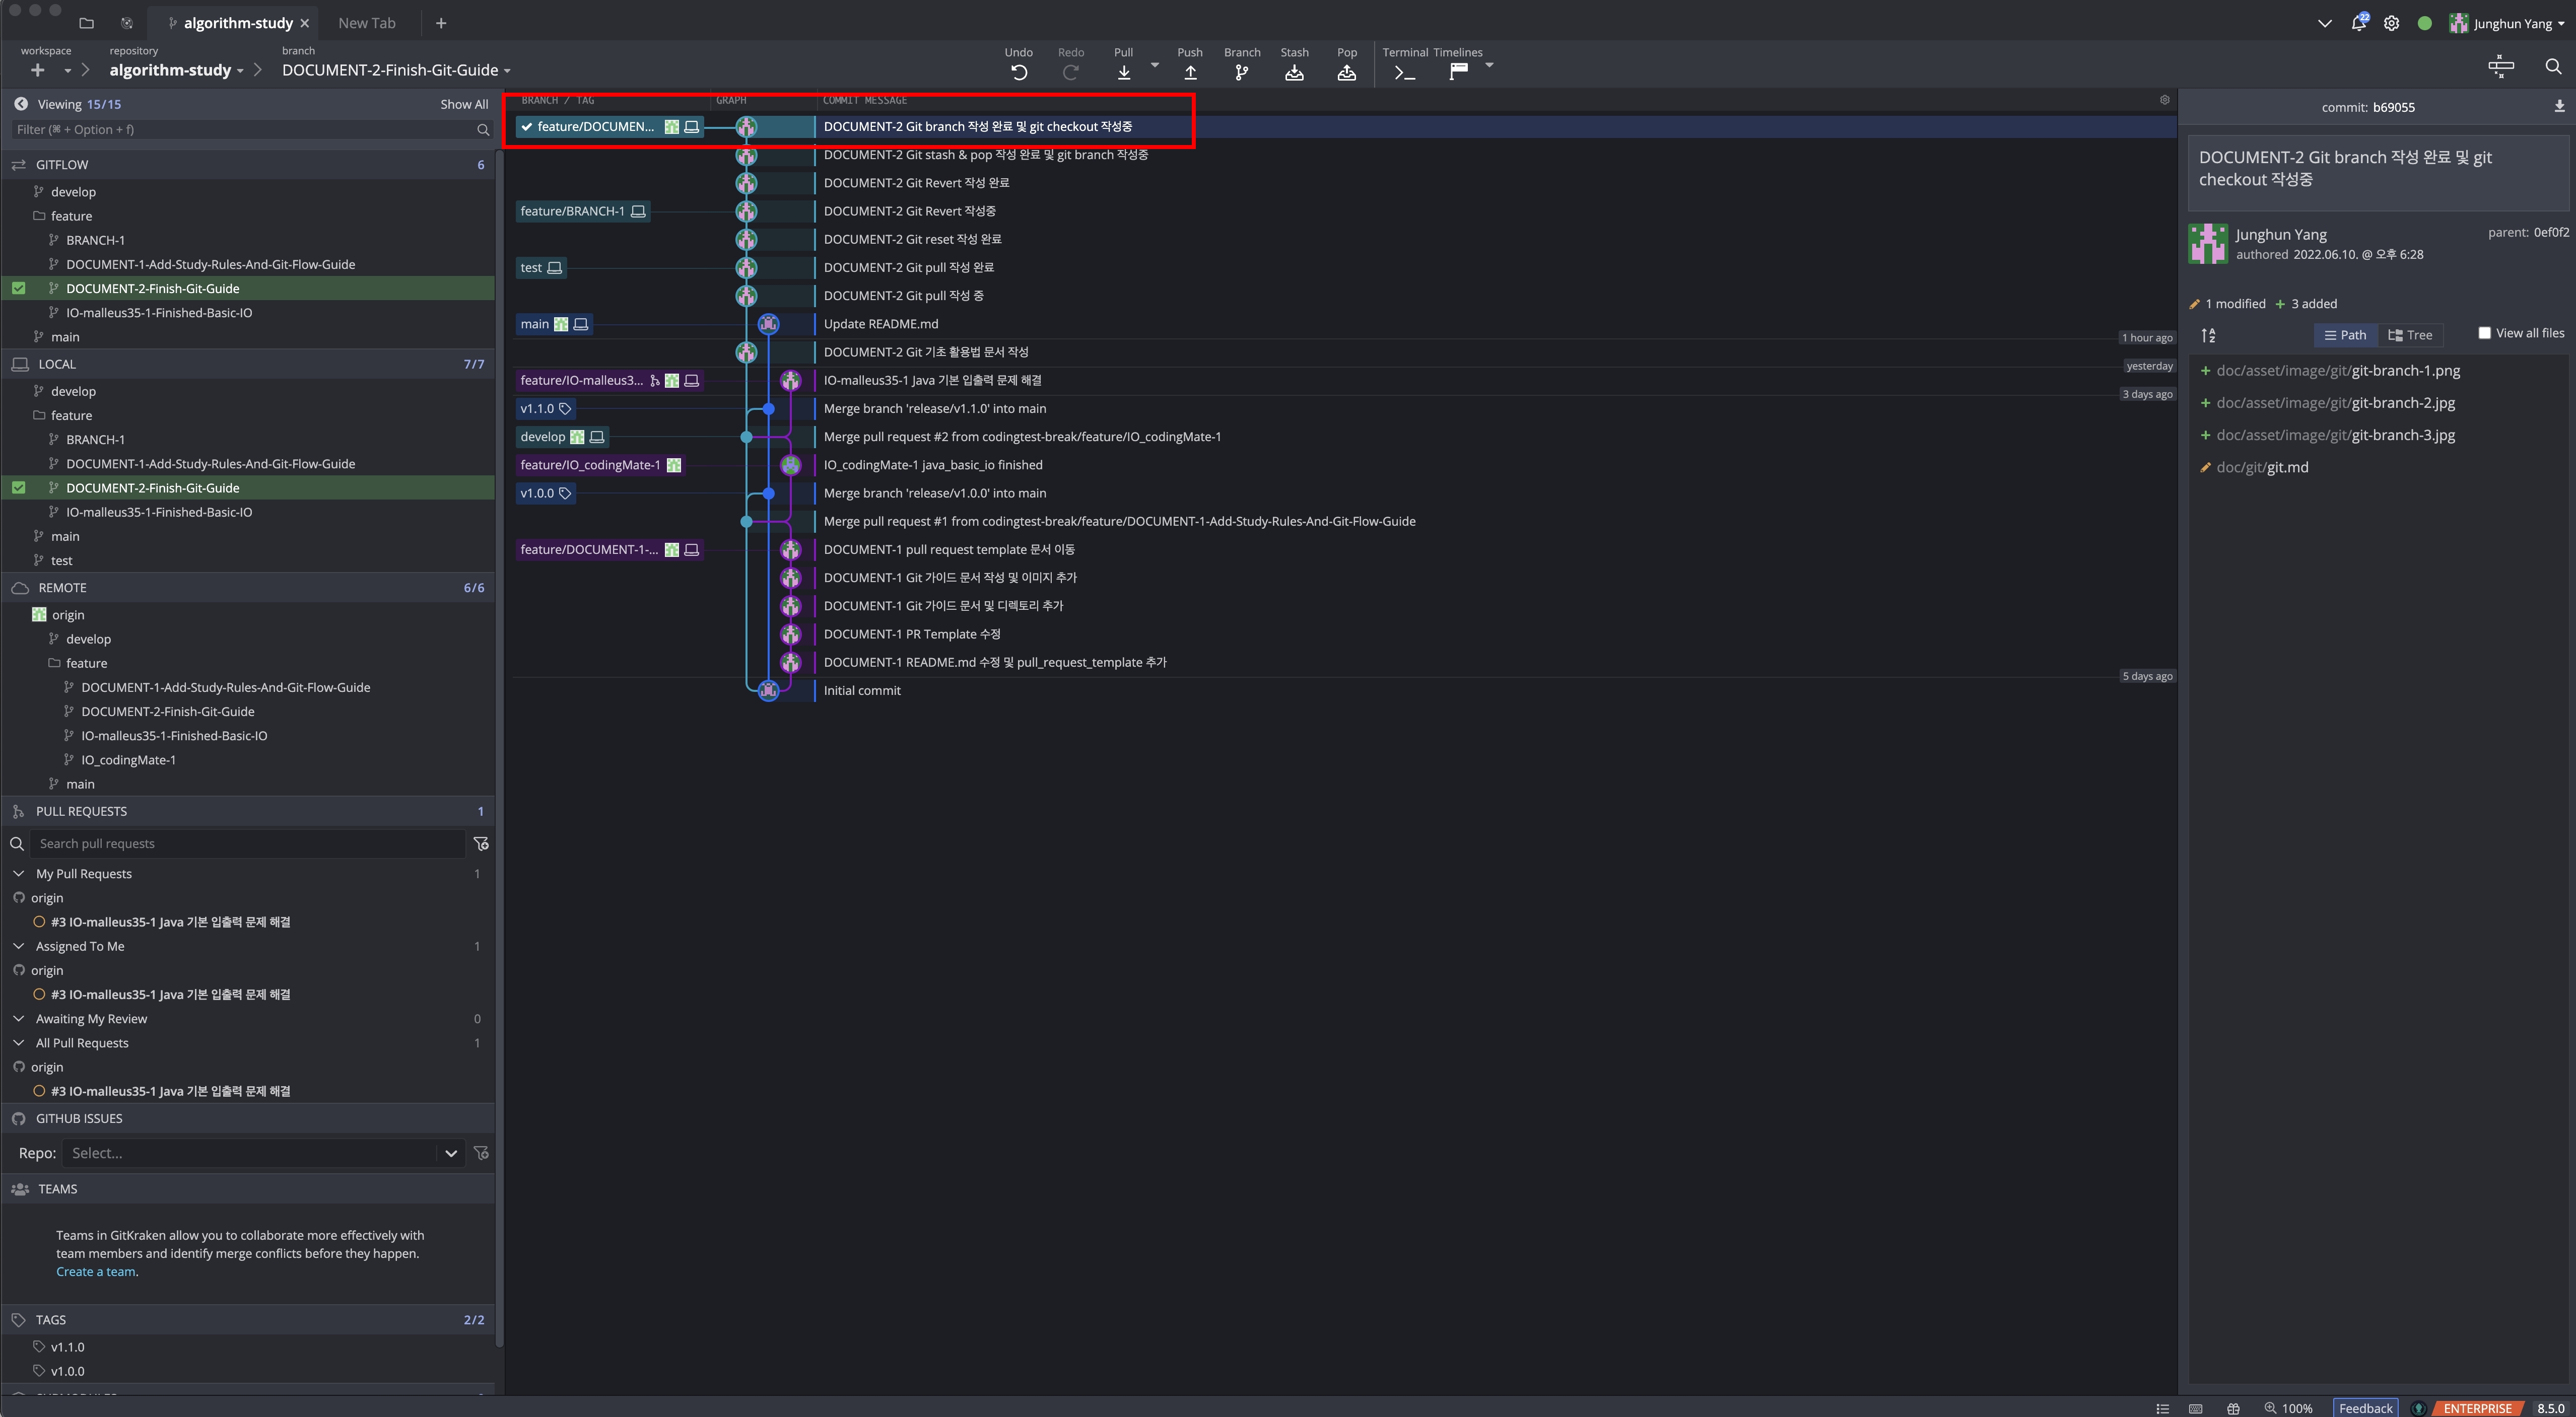 algorithm-study
New Tab
22
Junghun Yang
workspace
repository
algorithm-study
branch
DOCUMENT-2-Finish-Git-Guide
Undo
Redo
Pull
Push
Branch
Stash
Pop
Terminal
Timelines
Viewing 15/15
Show All
Filter (⌘ + Option + f)
GITFLOW 6
develop
feature
BRANCH-1
DOCUMENT-1-Add-Study-Rules-And-Git-Flow-Guide
DOCUMENT-2-Finish-Git-Guide
IO-malleus35-1-Finished-Basic-IO
main
LOCAL 7/7
develop
feature
BRANCH-1
DOCUMENT-1-Add-Study-Rules-And-Git-Flow-Guide
DOCUMENT-2-Finish-Git-Guide
IO-malleus35-1-Finished-Basic-IO
main
test
REMOTE 6/6
origin
develop
feature
DOCUMENT-1-Add-Study-Rules-And-Git-Flow-Guide
DOCUMENT-2-Finish-Git-Guide
IO-malleus35-1-Finished-Basic-IO
IO_codingMate-1
main
PULL REQUESTS 1
Search pull requests
My Pull Requests 1
origin
#3 IO-malleus35-1 Java 기본 입출력 문제 해결
Assigned To Me 1
origin
#3 IO-malleus35-1 Java 기본 입출력 문제 해결
Awaiting My Review 0
All Pull Requests 1
origin
#3 IO-malleus35-1 Java 기본 입출력 문제 해결
GITHUB ISSUES
Repo: Select...
TEAMS
Teams in GitKraken allow you to collaborate more effectively with
team members and identify merge conflicts before they happen.
Create a team.
TAGS 2/2
v1.1.0
v1.0.0
BRANCH / TAG GRAPH COMMIT MESSAGE
feature/DOCUMEN... DOCUMENT-2 Git branch 작성 완료 및 git checkout 작성중
DOCUMENT-2 Git stash & pop 작성 완료 및 git branch 작성중
DOCUMENT-2 Git Revert 작성 완료
feature/BRANCH-1 DOCUMENT-2 Git Revert 작성중
DOCUMENT-2 Git reset 작성 완료
test DOCUMENT-2 Git pull 작성 완료
DOCUMENT-2 Git pull 작성 중
main Update README.md
1 hour ago
DOCUMENT-2 Git 기초 활용법 문서 작성
yesterday
feature/IO-malleus3... IO-malleus35-1 Java 기본 입출력 문제 해결
3 days ago
v1.1.0 Merge branch 'release/v1.1.0' into main
develop Merge pull request #2 from codingtest-break/feature/IO_codingMate-1
feature/IO_codingMate-1 IO_codingMate-1 java_basic_io finished
v1.0.0 Merge branch 'release/v1.0.0' into main
Merge pull request #1 from codingtest-break/feature/DOCUMENT-1-Add-Study-Rules-And-Git-Flow-Guide
feature/DOCUMENT-1-... DOCUMENT-1 pull request template 문서 이동
DOCUMENT-1 Git 가이드 문서 작성 및 이미지 추가
DOCUMENT-1 Git 가이드 문서 및 디렉토리 추가
DOCUMENT-1 PR Template 수정
DOCUMENT-1 README.md 수정 및 pull_request_template 추가
5 days ago
Initial commit
commit: b69055
DOCUMENT-2 Git branch 작성 완료 및 git
checkout 작성중
Junghun Yang
parent: 0ef0f2
authored 2022.06.10. @ 오후 6:28
1 modified + 3 added
Path
Tree
View all files
+ doc/asset/image/git/git-branch-1.png
+ doc/asset/image/git/git-branch-2.jpg
+ doc/asset/image/git/git-branch-3.jpg
doc/git/git.md
100%
Feedback
ENTERPRISE
8.5.0